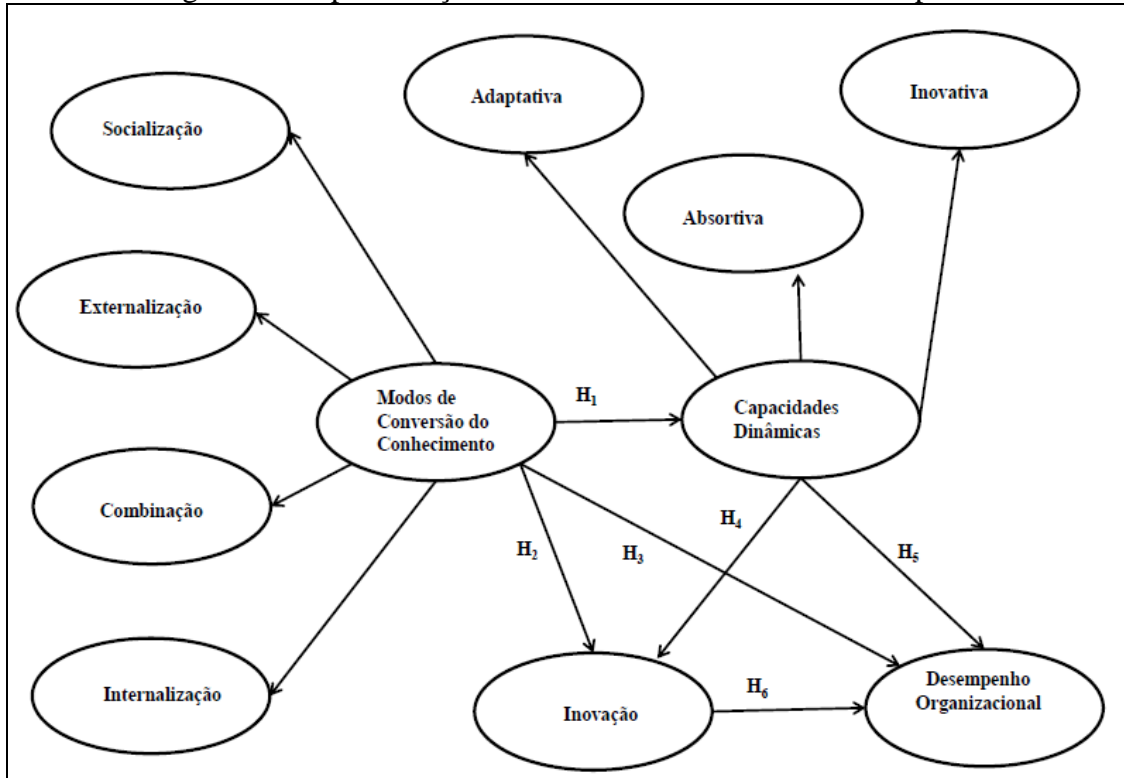 Adaptativa
Inovativa
Socialização
Absortiva
Externalização
Modos de
Conversão do
Conhecimento
H₁
Capacidades
Dinâmicas
Combinação
H₂
H₃
H₄
H₅
Internalização
Inovação
H₆
Desempenho
Organizacional